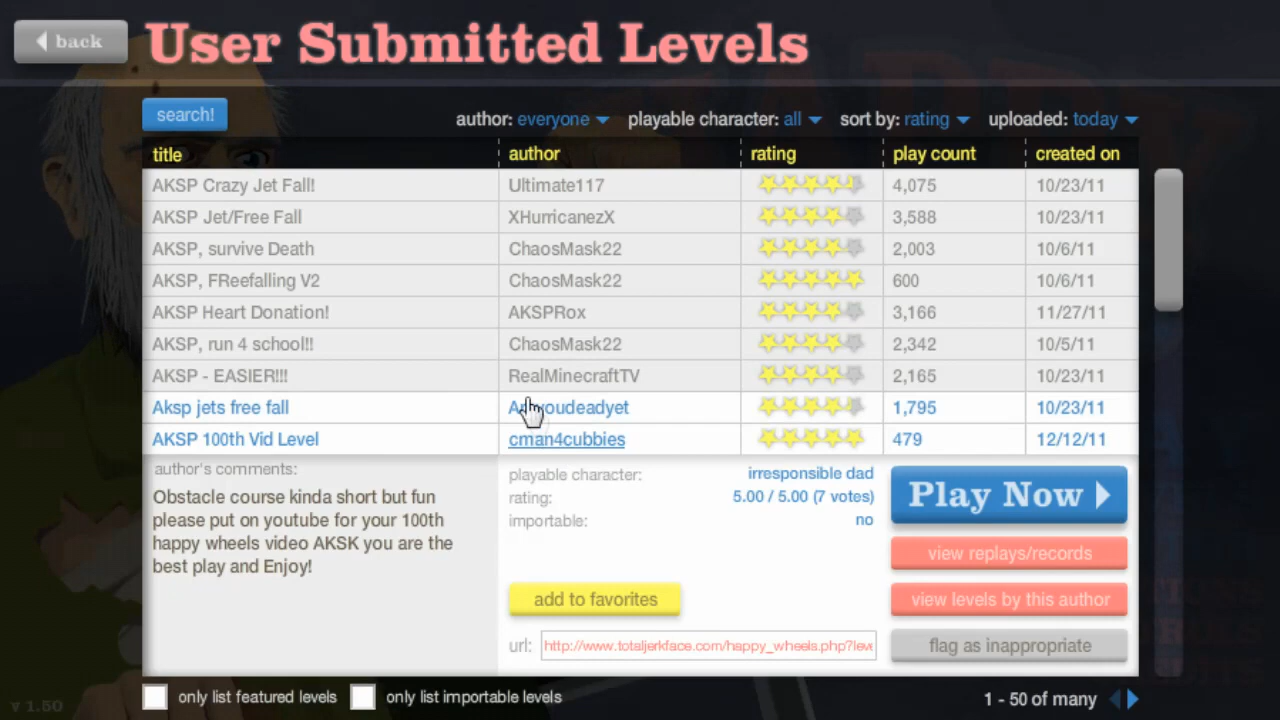 back
User Submitted Levels
search!
author: everyone playable character: all sort by: rating uploaded: today
title author rating play count created on
AKSP Crazy Jet Fall! Ultimate117 4,075 10/23/11
AKSP Jet/Free Fall XHurricanezX 3,588 10/23/11
AKSP, survive Death ChaosMask22 2,003 10/6/11
AKSP, FReefalling V2 ChaosMask22 600 10/6/11
AKSP Heart Donation! AKSPRox 3,166 11/27/11
AKSP, run 4 school!! ChaosMask22 2,342 10/5/11
AKSP - EASIER!!! RealMinecraftTV 2,165 10/23/11
Aksp jets free fall 1,795 10/23/11
AKSP 100th Vid Level cman4cubbies 479 12/12/11
author's comments:
Obstacle course kinda short but fun
please put on youtube for your 100th
happy wheels video AKSK you are the
best play and Enjoy!
playable character: irresponsible dad
rating: 5.00 / 5.00 (7 votes)
importable: no
add to favorites
url: http://www.totaljerkface.com/happy_wheels.php?leve
Play Now
view replays/records
view levels by this author
flag as inappropriate
only list featured levels only list importable levels
1 - 50 of many
v 1.50